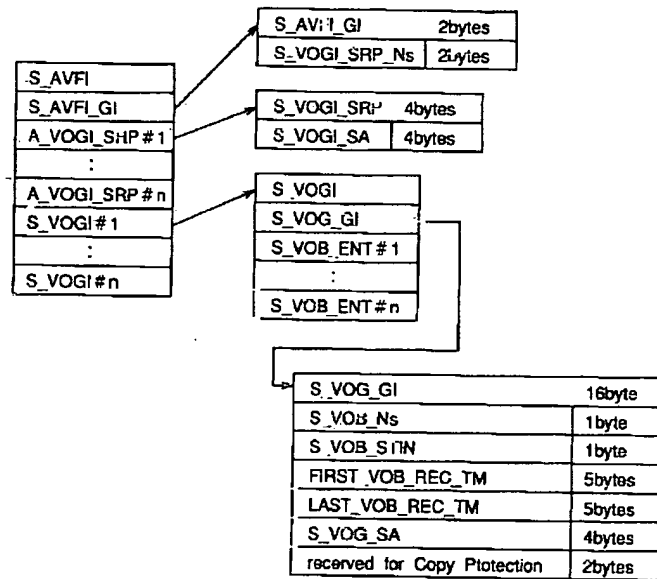 S_AVFI
S_AVFI_GI
A_VOGI_SRP#1
:
A_VOGI_SRP#n
S_VOGI#1
:
S_VOGI#n
S_AVFI_GI 2bytes
S_VOGI_SRP_Ns 2bytes
S_VOGI_SRP 4bytes
S_VOGI_SA 4bytes
S_VOGI
S_VOG_GI
S_VOB_ENT#1
:
S_VOB_ENT#n
S_VOG_GI 16byte
S_VOB_Ns 1byte
S_VOB_STIN 1byte
FIRST_VOB_REC_TM 5bytes
LAST_VOB_REC_TM 5bytes
S_VOG_SA 4bytes
recerved for Copy Ptotection 2bytes